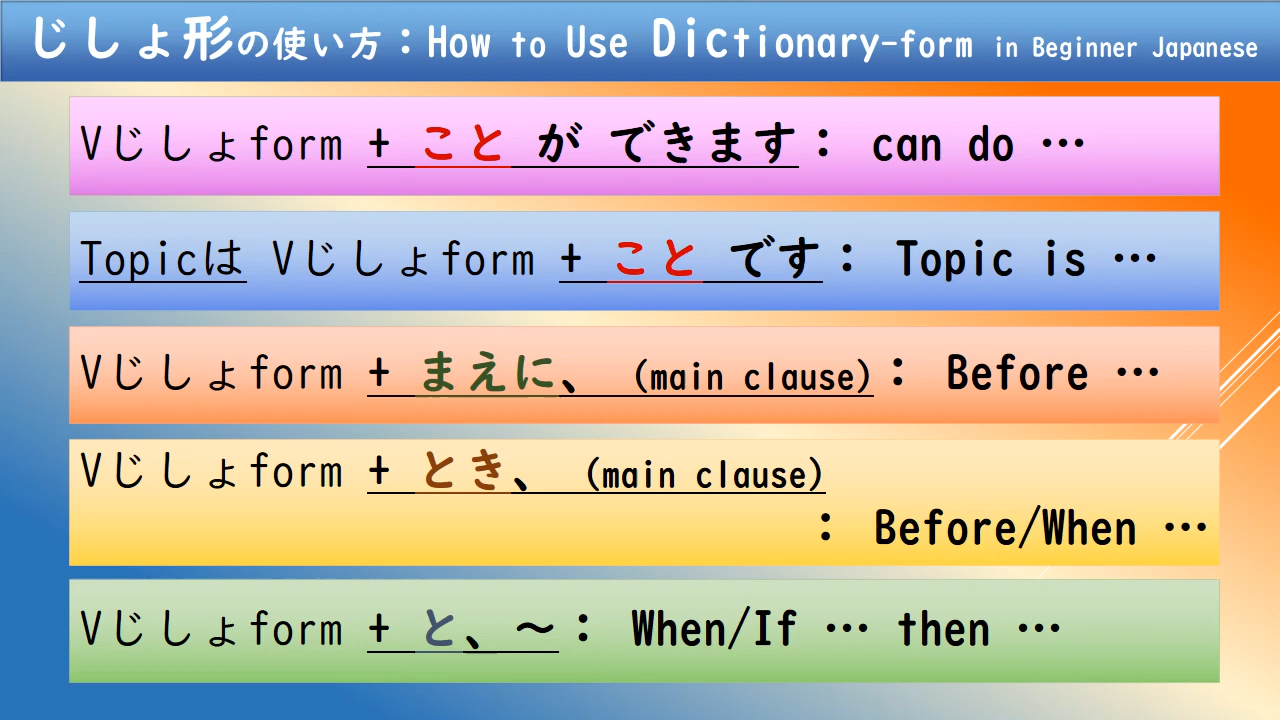 じしょ形の使い方：How to Use Dictionary-form in Beginner Japanese
Vじしょform + こと が できます： can do …
Topicは Vじしょform + こと です： Topic is …
Vじしょform + まえに、 (main clause)： Before …
Vじしょform + とき、 (main clause)
： Before/When …
Vじしょform + と、～： When/If … then …